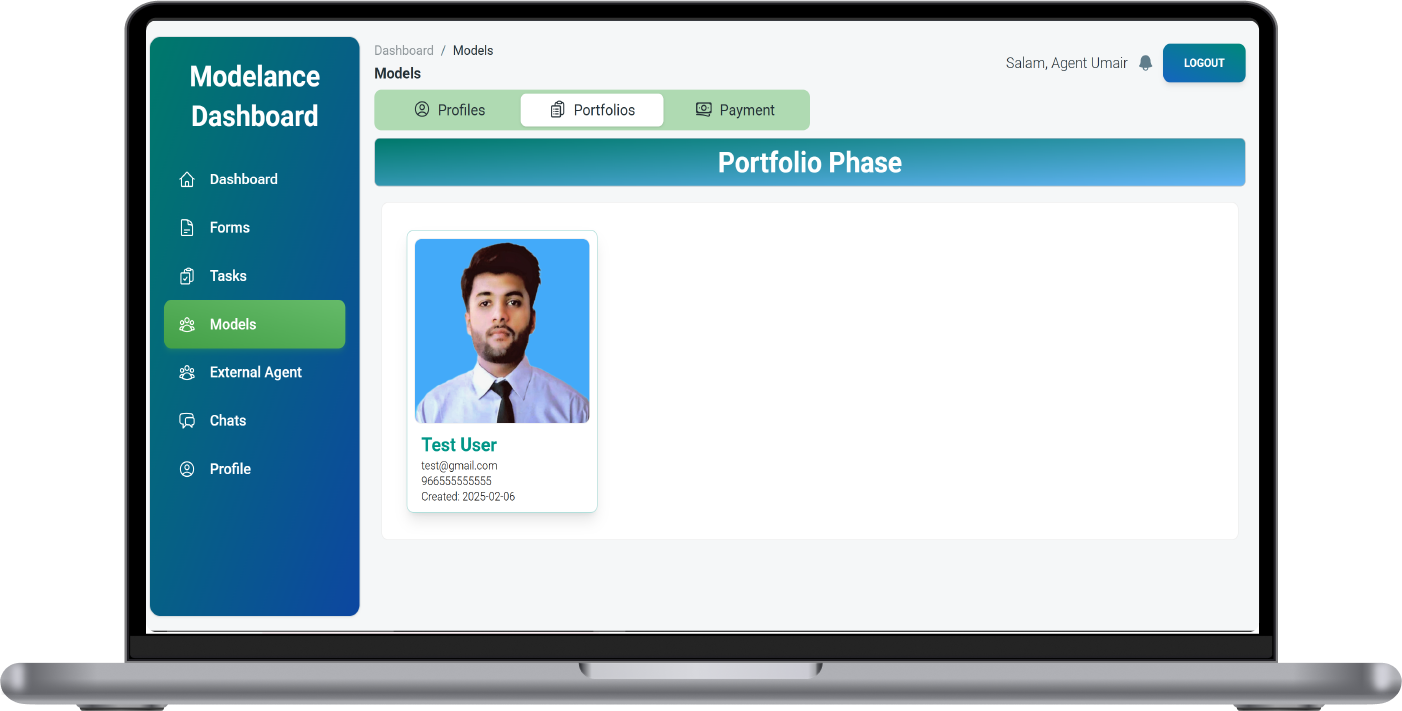 Modelance
Dashboard
Dashboard
Forms
Tasks
Models
External Agent
Chats
Profile
Dashboard / Models
Models
Salam, Agent Umair
LOGOUT
Profiles
Portfolios
Payment
Portfolio Phase
Test User
test@gmail.com
966555555555
Created: 2025-02-06